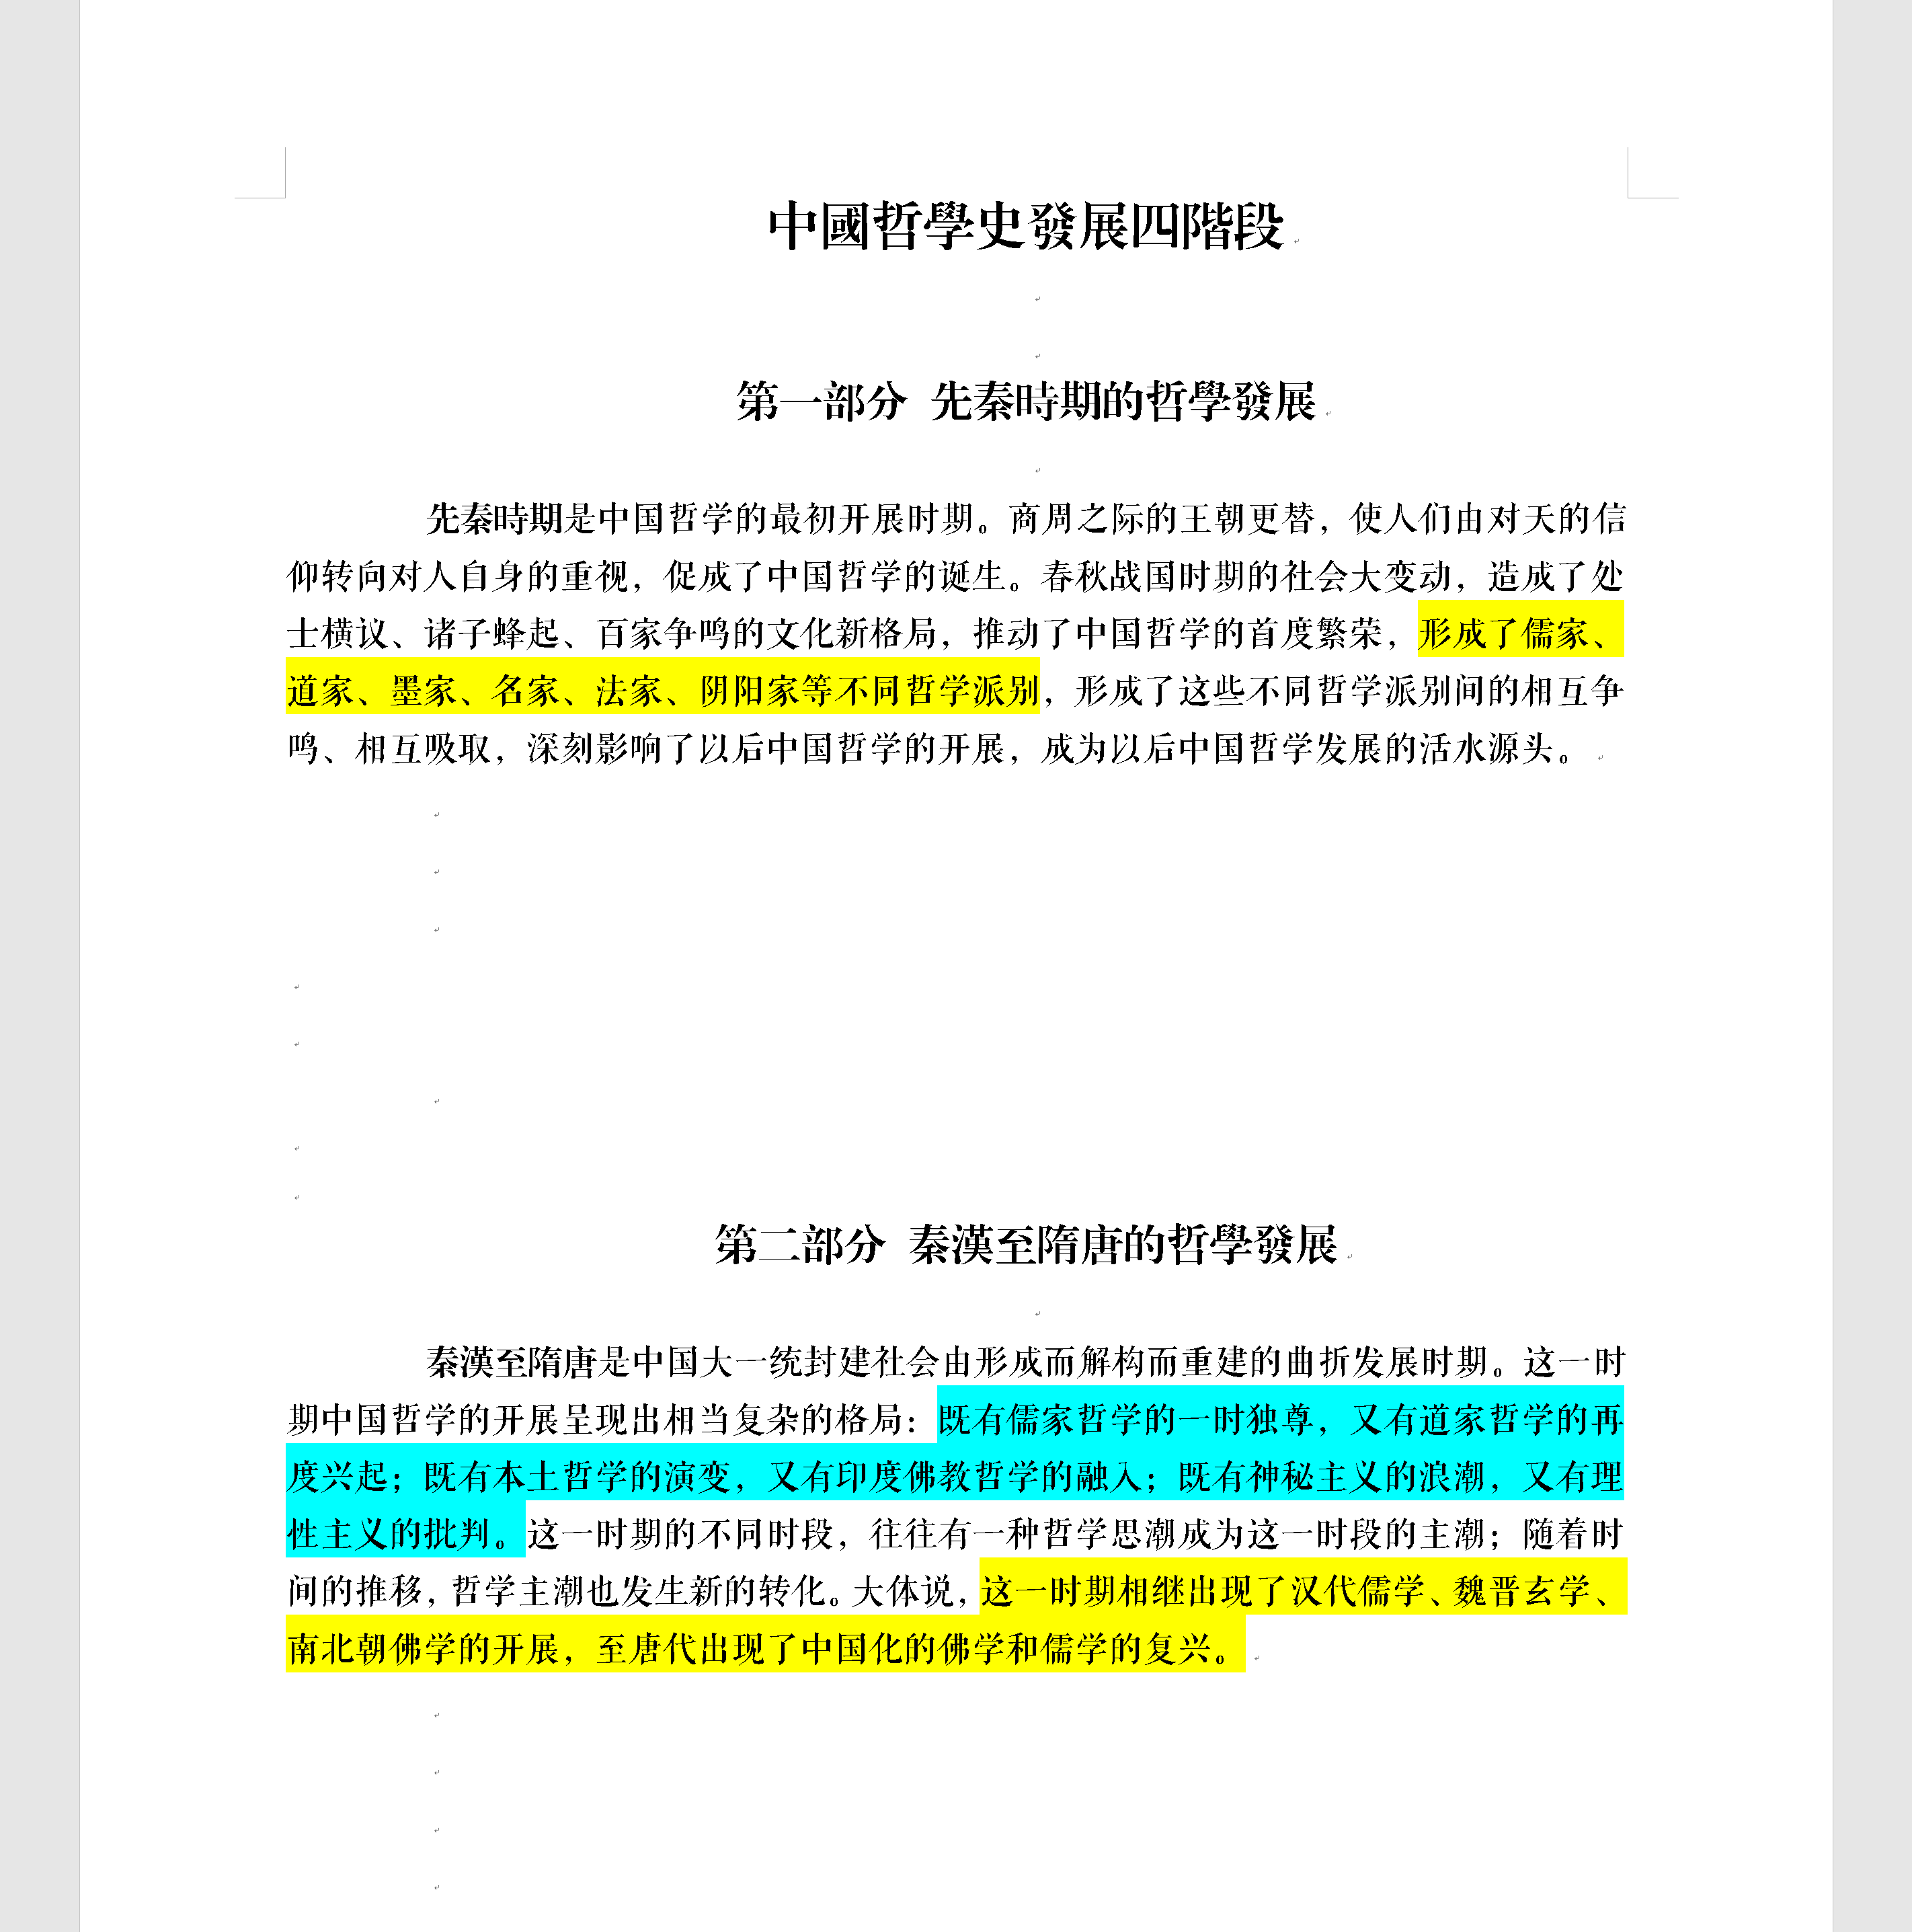 中國哲學史發展四階段
第一部分 先秦時期的哲學發展
先秦時期是中国哲学的最初开展时期。商周之际的王朝更替，使人们由对天的信
仰转向对人自身的重视，促成了中国哲学的诞生。春秋战国时期的社会大变动，造成了处
士横议、诸子蜂起、百家争鸣的文化新格局，推动了中国哲学的首度繁荣，形成了儒家、
道家、墨家、名家、法家、阴阳家等不同哲学派别，形成了这些不同哲学派别间的相互争
鸣、相互吸取，深刻影响了以后中国哲学的开展，成为以后中国哲学发展的活水源头。
第二部分 秦漢至隋唐的哲學發展
秦漢至隋唐是中国大一统封建社会由形成而解构而重建的曲折发展时期。这一时
期中国哲学的开展呈现出相当复杂的格局：既有儒家哲学的一时独尊，又有道家哲学的再
度兴起；既有本土哲学的演变，又有印度佛教哲学的融入；既有神秘主义的浪潮，又有理
性主义的批判。这一时期的不同时段，往往有一种哲学思潮成为这一时段的主潮；随着时
间的推移，哲学主潮也发生新的转化。大体说，这一时期相继出现了汉代儒学、魏晋玄学、
南北朝佛学的开展，至唐代出现了中国化的佛学和儒学的复兴。